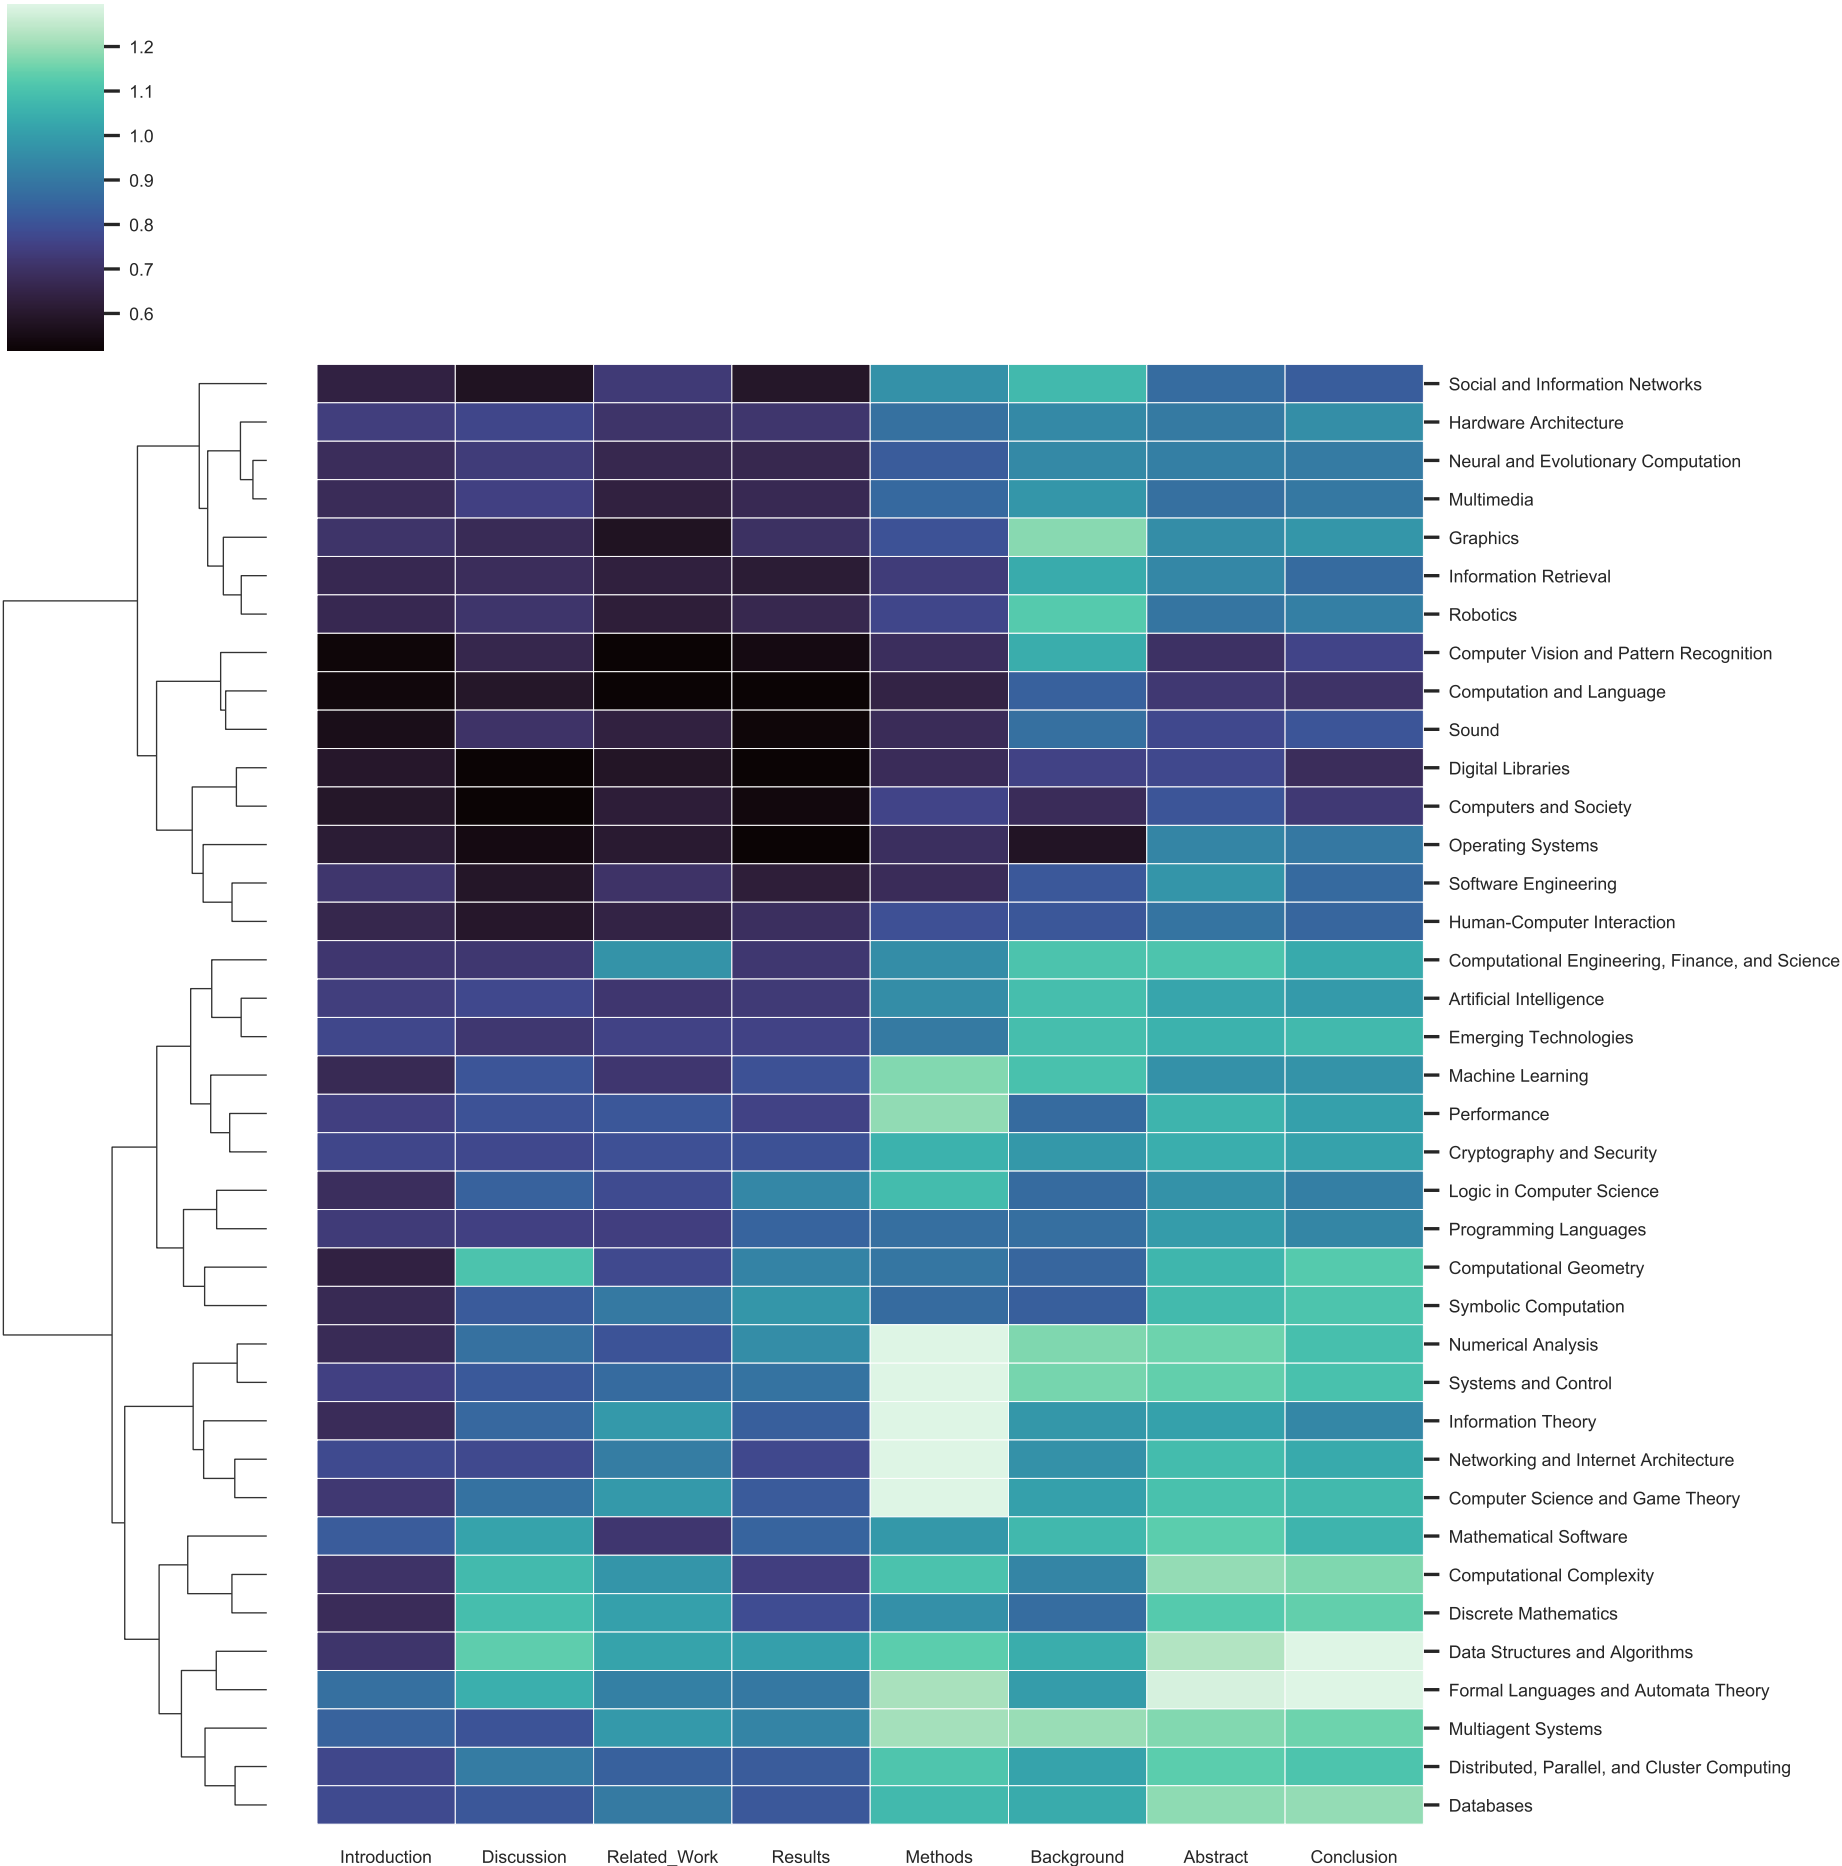 1.2
1.1
1.0
0.9
0.8
0.7
0.6
Social and Information Networks
Hardware Architecture
Neural and Evolutionary Computation
Multimedia
Graphics
Information Retrieval
Robotics
Computer Vision and Pattern Recognition
Computation and Language
Sound
Digital Libraries
Computers and Society
Operating Systems
Software Engineering
Human-Computer Interaction
Computational Engineering, Finance, and Science
Artificial Intelligence
Emerging Technologies
Machine Learning
Performance
Cryptography and Security
Logic in Computer Science
Programming Languages
Computational Geometry
Symbolic Computation
Numerical Analysis
Systems and Control
Information Theory
Networking and Internet Architecture
Computer Science and Game Theory
Mathematical Software
Computational Complexity
Discrete Mathematics
Data Structures and Algorithms
Formal Languages and Automata Theory
Multiagent Systems
Distributed, Parallel, and Cluster Computing
Databases
Introduction Discussion Related_Work Results Methods Background Abstract Conclusion